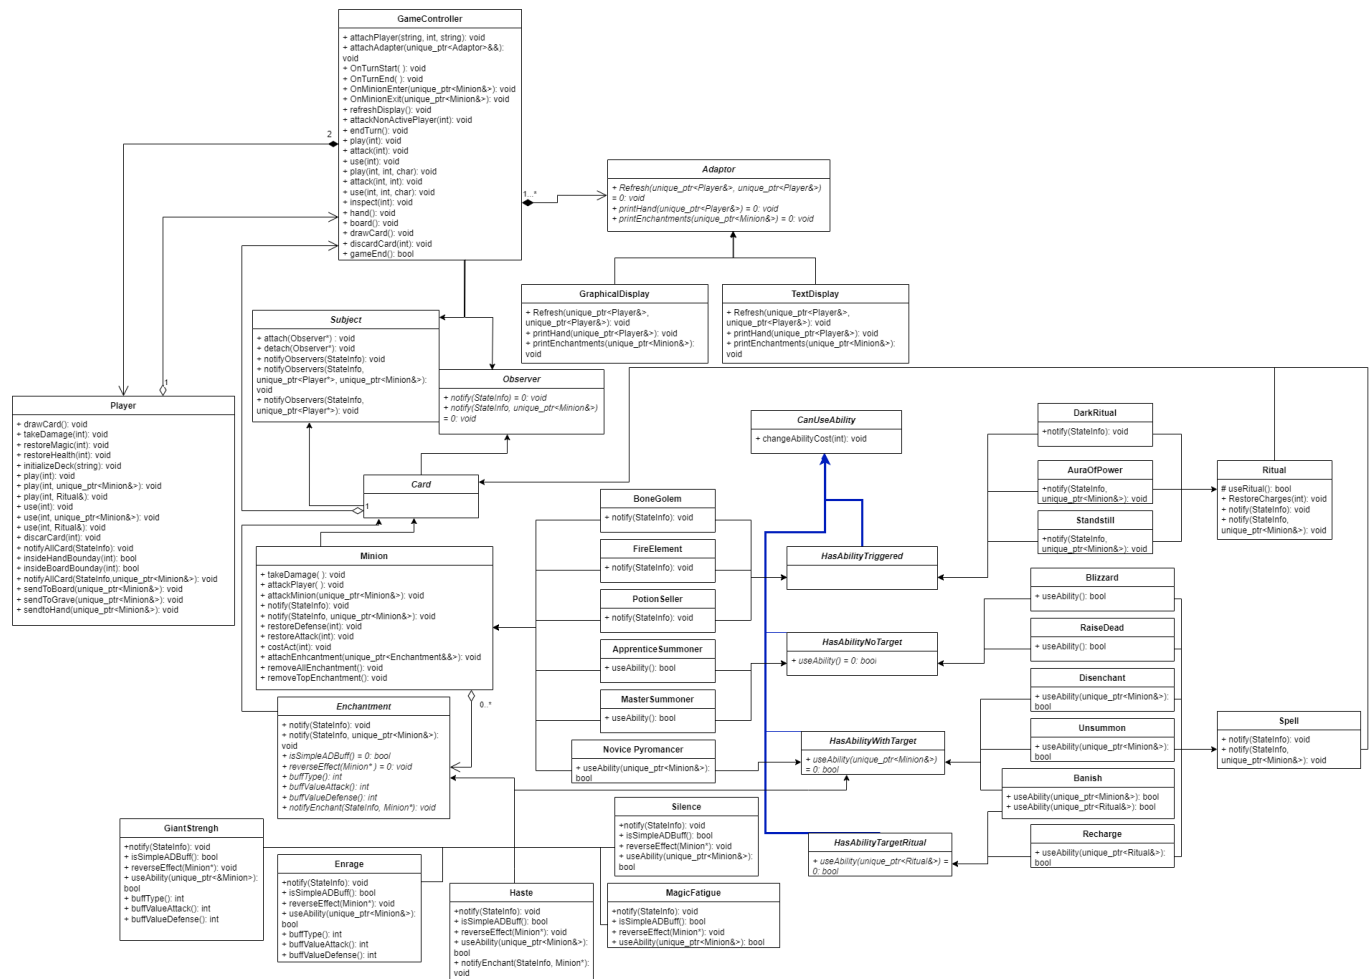 GameController
+ attachPlayer(string, int, string): void
+ attachAdapter(unique_ptr<Adaptor>&&):
void
+ OnTurnStart( ): void
+ OnTurnEnd( ): void
+ OnMinionEnter(unique_ptr<Minion&>): void
+ OnMinionExit(unique_ptr<Minion&>): void
+ refreshDisplay(): void
+ attackNonActivePlayer(int): void
+ endTurn(): void
+ play(int): void
+ attack(int): void
+ use(int): void
+ play(int, int, char): void
+ attack(int, int): void
+ use(int, int, char): void
+ inspect(int): void
+ hand(): void
+ board(): void
+ drawCard(): void
+ discardCard(int): void
+ gameEnd(): bool
2
1...*
Adaptor
+ Refresh(unique_ptr<Player&>, unique_ptr<Player&>)
= 0: void
+ printHand(unique_ptr<Player&>) = 0: void
+ printEnchantments(unique_ptr<Minion&>) = 0: void
GraphicalDisplay
+ Refresh(unique_ptr<Player&>,
unique_ptr<Player&>): void
+ printHand(unique_ptr<Player&>): void
+ printEnchantments(unique_ptr<Minion&>):
void
TextDisplay
+ Refresh(unique_ptr<Player&>,
unique_ptr<Player&>): void
+ printHand(unique_ptr<Player&>): void
+ printEnchantments(unique_ptr<Minion&>):
void
Subject
+ attach(Observer*) : void
+ detach(Observer*): void
+ notifyObservers(StateInfo): void
+ notifyObservers(StateInfo,
unique_ptr<Player*>, unique_ptr<Minion&>):
void
+ notifyObservers(StateInfo,
unique_ptr<Player*>): void
Observer
+ notify(StateInfo) = 0: void
+ notify(StateInfo, unique_ptr<Minion&>)
= 0: void
1
Player
+ drawCard(): void
+ takeDamage(int): void
+ restoreMagic(int): void
+ restoreHealth(int): void
+ initializeDeck(string): void
+ play(int): void
+ play(int, unique_ptr<Minion&>): void
+ play(int, Ritual&): void
+ use(int): void
+ use(int, unique_ptr<Minion&>): void
+ use(int, Ritual&): void
+ discarCard(int): void
+ notifyAllCard(StateInfo): void
+ insideHandBounday(int): bool
+ insideBoardBounday(int): bool
+ notifyAllCard(StateInfo,unique_ptr<Minion&>): void
+ sendToBoard(unique_ptr<Minion&>): void
+ sendToGrave(unique_ptr<Minion&>): void
+ sendtoHand(unique_ptr<Minion&>): void
Card
1
Minion
+ takeDamage( ): void
+ attackPlayer( ): void
+ attackMinion(unique_ptr<Minion&>): void
+ notify(StateInfo): void
+ notify(StateInfo, unique_ptr<Minion&>): void
+ restoreDefense(int): void
+ restoreAttack(int): void
+ costAct(int): void
+ attachEnhcantment(unique_ptr<Enchantment&&>): void
+ removeAllEnchantment(): void
+ removeTopEnchantment(): void
0..*
Enchantment
+ notify(StateInfo): void
+ notify(StateInfo, unique_ptr<Minion&>):
void
+ isSimpleADBuff() = 0: bool
+ reverseEffect(Minion* ) = 0: void
+ buffType(): int
+ buffValueAttack(): int
+ buffValueDefense(): int
+ notifyEnchant(StateInfo, Minion*): void
BoneGolem
+ notify(StateInfo): void
FireElement
+ notify(StateInfo): void
PotionSeller
+ notify(StateInfo): void
ApprenticeSummoner
+ useAbility(): bool
MasterSummoner
+ useAbility(): bool
Novice Pyromancer
+ useAbility(unique_ptr<Minion&>):
bool
CanUseAbility
+ changeAbilityCost(int): void
HasAbilityTriggered
HasAbilityNoTarget
+ useAbility() = 0: bool
HasAbilityWithTarget
+ useAbility(unique_ptr<Minion&>)
= 0: bool
HasAbilityTargetRitual
+ useAbility(unique_ptr<Ritual&>) =
0: bool
DarkRitual
+notify(StateInfo): void
AuraOfPower
+notify(StateInfo,
unique_ptr<Minion&>): void
Standstill
+notify(StateInfo,
unique_ptr<Minion&>): void
Ritual
# useRitual(): bool
+ RestoreCharges(int): void
+ notify(StateInfo): void
+ notify(StateInfo,
unique_ptr<Minion&>): void
Blizzard
+ useAbility(): bool
RaiseDead
+ useAbility(): bool
Disenchant
+ useAbility(unique_ptr<Minion&>):
bool
Unsummon
+ useAbility(unique_ptr<Minion&>):
bool
Banish
+ useAbility(unique_ptr<Minion&>): bool
+ useAbility(unique_ptr<Ritual&>): bool
Recharge
+ useAbility(unique_ptr<Ritual&>):
bool
Spell
+ notify(StateInfo): void
+ notify(StateInfo,
unique_ptr<Minion&>): void
GiantStrengh
+notify(StateInfo): void
+ isSimpleADBuff(): bool
+ reverseEffect(Minion*): void
+ useAbility(unique_ptr<&Minion>):
bool
+ buffType(): int
+ buffValueAttack(): int
+ buffValueDefense(): int
Enrage
+notify(StateInfo): void
+ isSimpleADBuff(): bool
+ reverseEffect(Minion*): void
+ useAbility(unique_ptr<Minion&>):
bool
+ buffType(): int
+ buffValueAttack(): int
+ buffValueDefense(): int
Haste
+notify(StateInfo): void
+ isSimpleADBuff(): bool
+ reverseEffect(Minion*): void
+ useAbility(unique_ptr<Minion&>):
bool
+ notifyEnchant(StateInfo, Minion*):
void
Silence
+notify(StateInfo): void
+ isSimpleADBuff(): bool
+ reverseEffect(Minion*): void
+ useAbility(unique_ptr<Minion&>):
bool
MagicFatigue
+notify(StateInfo): void
+ isSimpleADBuff(): bool
+ reverseEffect(Minion*): void
+ useAbility(unique_ptr<Minion&>): bool